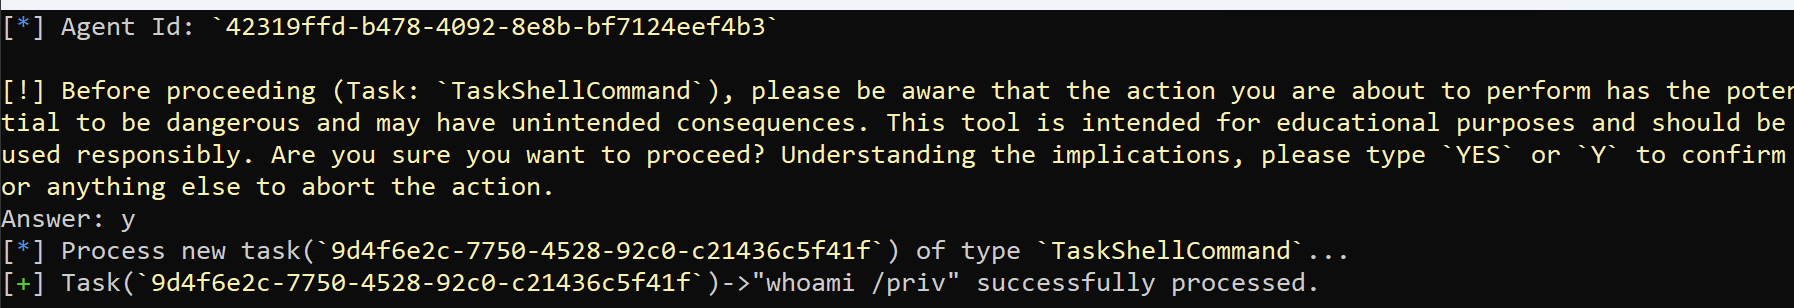 [*] Agent Id: `42319ffd-b478-4092-8e8b-bf7124eef4b3`
[!] Before proceeding (Task: `TaskShellCommand`), please be aware that the action you are about to perform has the poten
tial to be dangerous and may have unintended consequences. This tool is intended for educational purposes and should be
used responsibly. Are you sure you want to proceed? Understanding the implications, please type `YES` or `Y` to confirm
or anything else to abort the action.
Answer: y
[*] Process new task(`9d4f6e2c-7750-4528-92c0-c21436c5f41f`) of type `TaskShellCommand`...
[+] Task(`9d4f6e2c-7750-4528-92c0-c21436c5f41f`)->"whoami /priv" successfully processed.